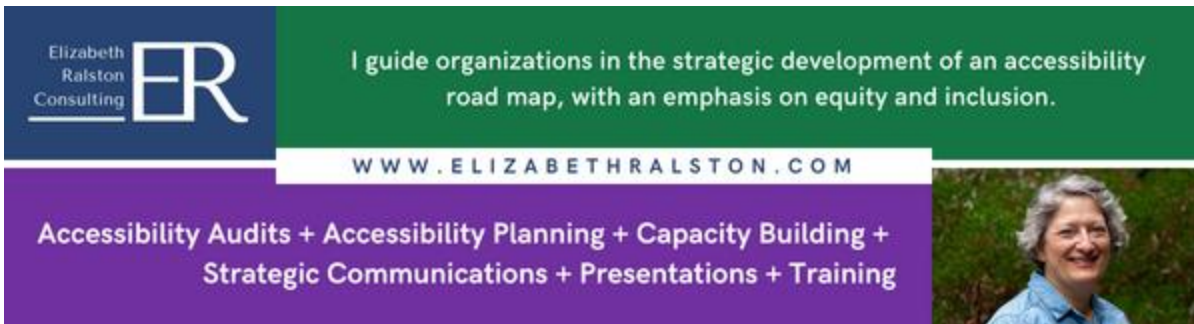 Elizabeth
Ralston
Consulting
ER
I guide organizations in the strategic development of an accessibility
road map, with an emphasis on equity and inclusion.
WWW.ELIZABETHRALSTON.COM
Accessibility Audits + Accessibility Planning + Capacity Building +
Strategic Communications + Presentations + Training